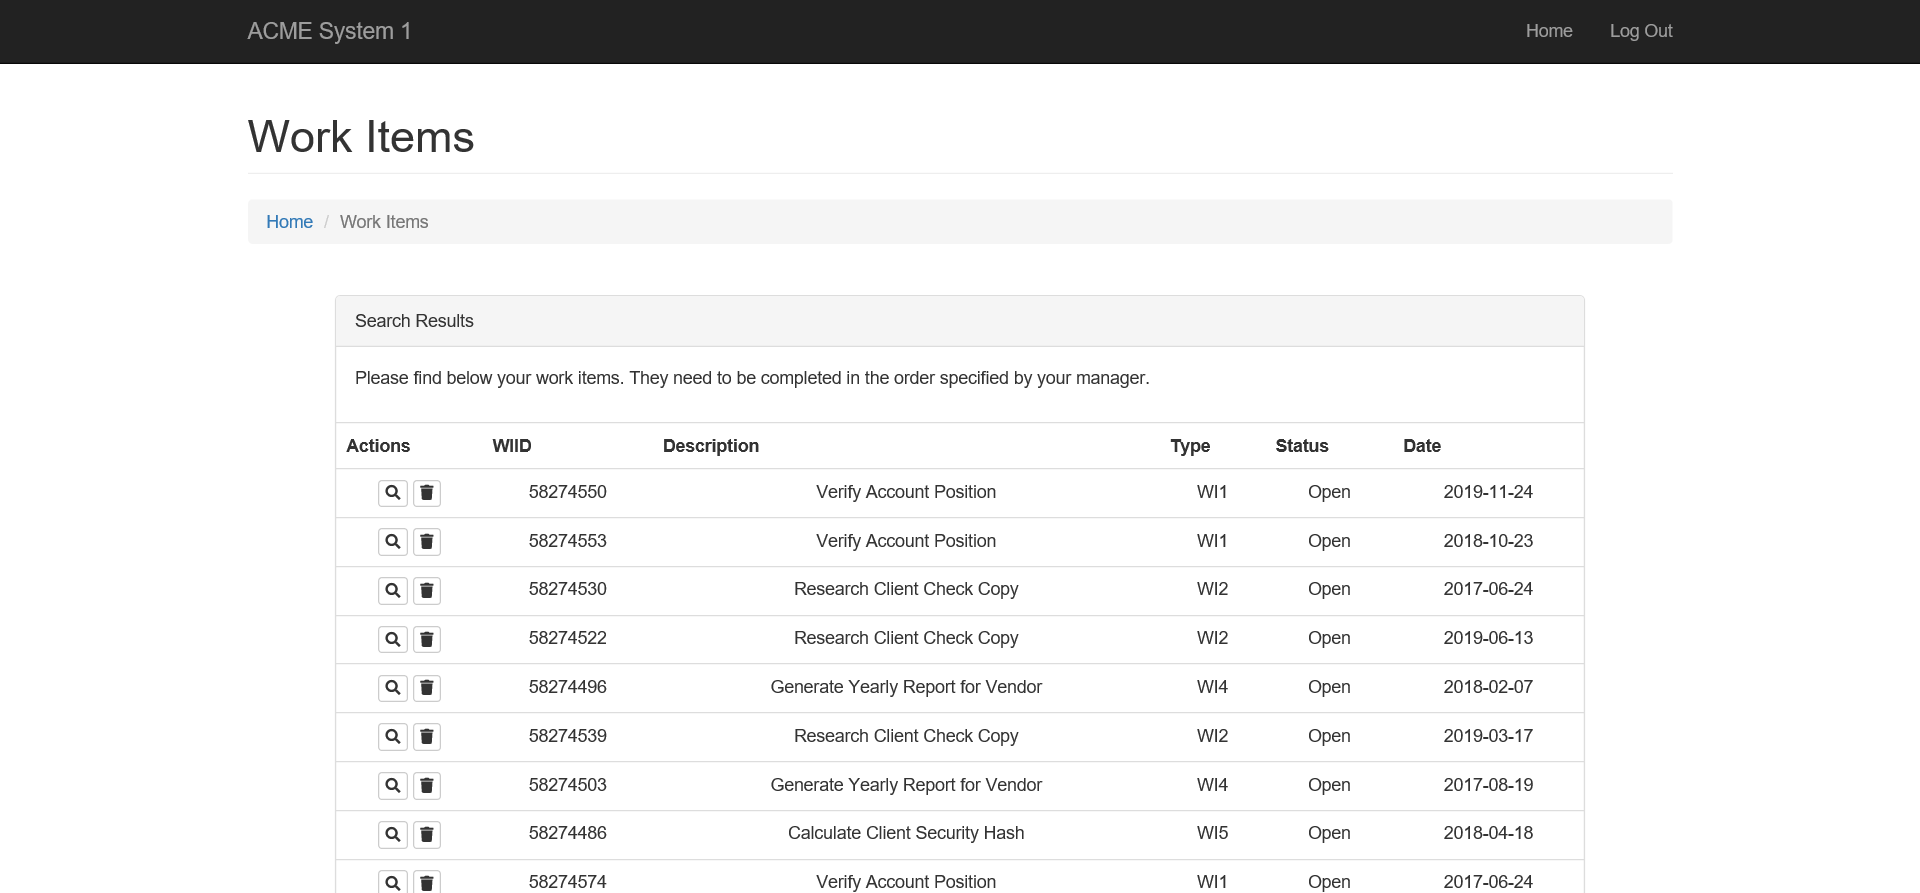 ACME System 1 Home Log Out
Work Items
Home / Work Items
Search Results
Please find below your work items. They need to be completed in the order specified by your manager.
Actions WIID Description Type Status Date
58274550 Verify Account Position WI1 Open 2019-11-24
58274553 Verify Account Position WI1 Open 2018-10-23
58274530 Research Client Check Copy WI2 Open 2017-06-24
58274522 Research Client Check Copy WI2 Open 2019-06-13
58274496 Generate Yearly Report for Vendor WI4 Open 2018-02-07
58274539 Research Client Check Copy WI2 Open 2019-03-17
58274503 Generate Yearly Report for Vendor WI4 Open 2017-08-19
58274486 Calculate Client Security Hash WI5 Open 2018-04-18
58274574 Verify Account Position WI1 Open 2017-06-24